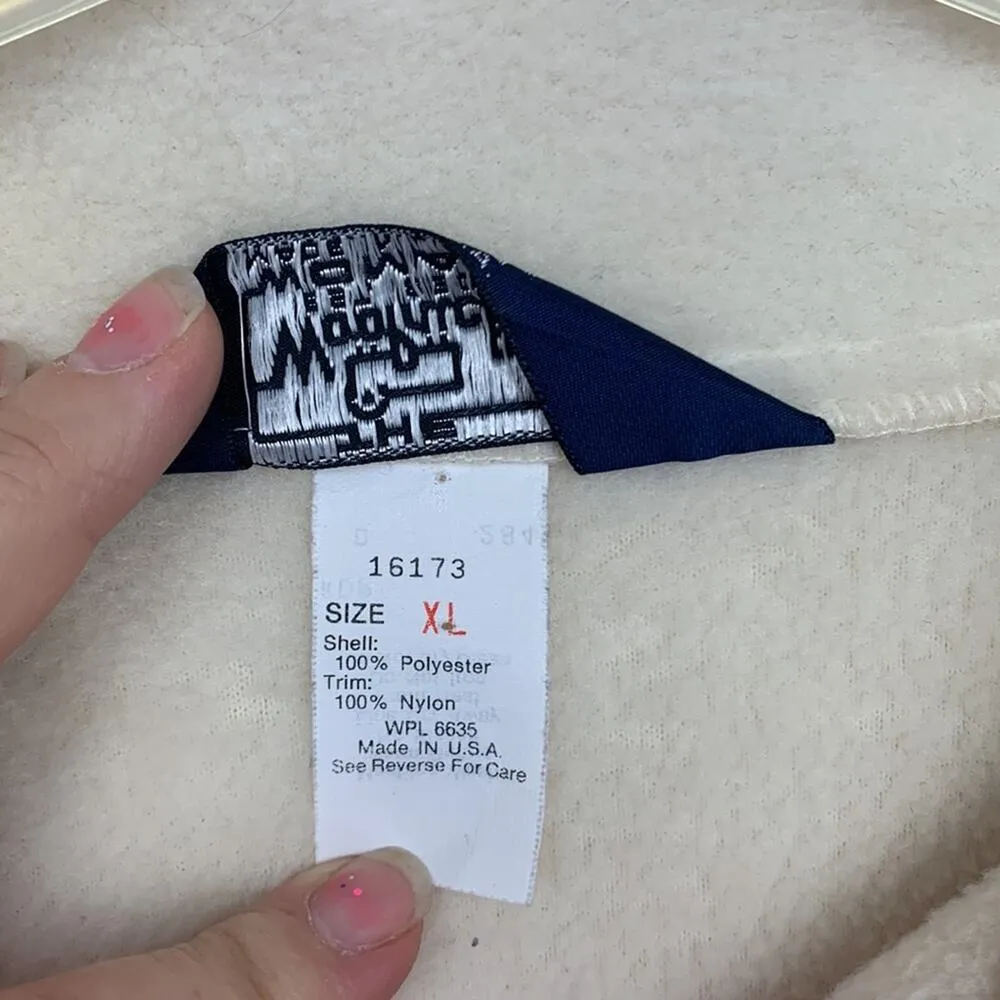 16173
SIZE XL
Shell:
100% Polyester
Trim:
100% Nylon
WPL 6635
Made IN U.S.A.
See Reverse For Care